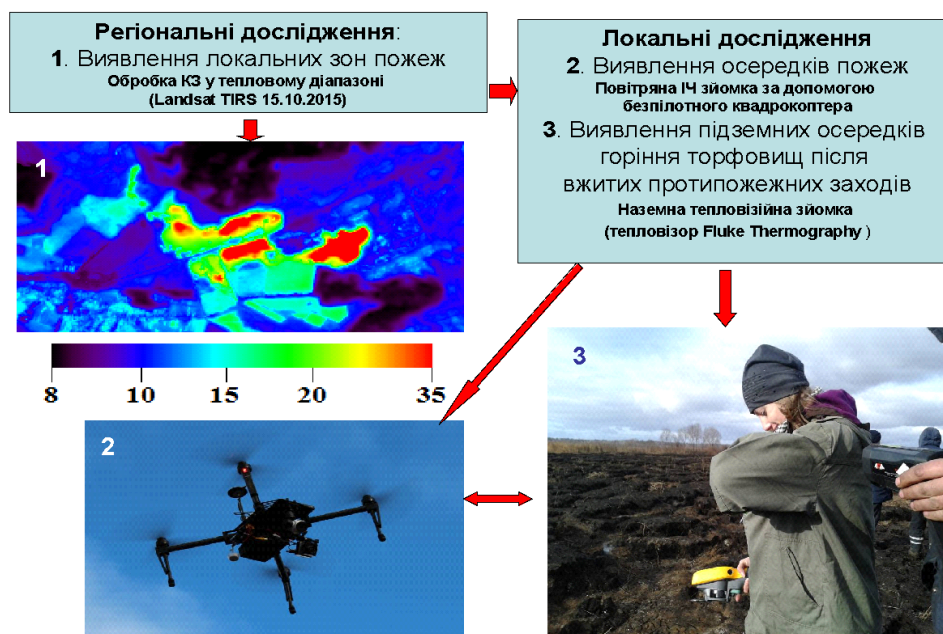 Регіональні дослідження:
1. Виявлення локальних зон пожеж
Обробка КЗ у тепловому діапазоні
(Landsat TIRS 15.10.2015)
Локальні дослідження
2. Виявлення осередків пожеж
Повітряна ІЧ зйомка за допомогою
безпілотного квадрокоптера
3. Виявлення підземних осередків
горіння торфовищ після
вжитих протипожежних заходів
Наземна тепловізійна зйомка
(тепловізор Fluke Thermography )
1
8 10 15 20 35
2
3